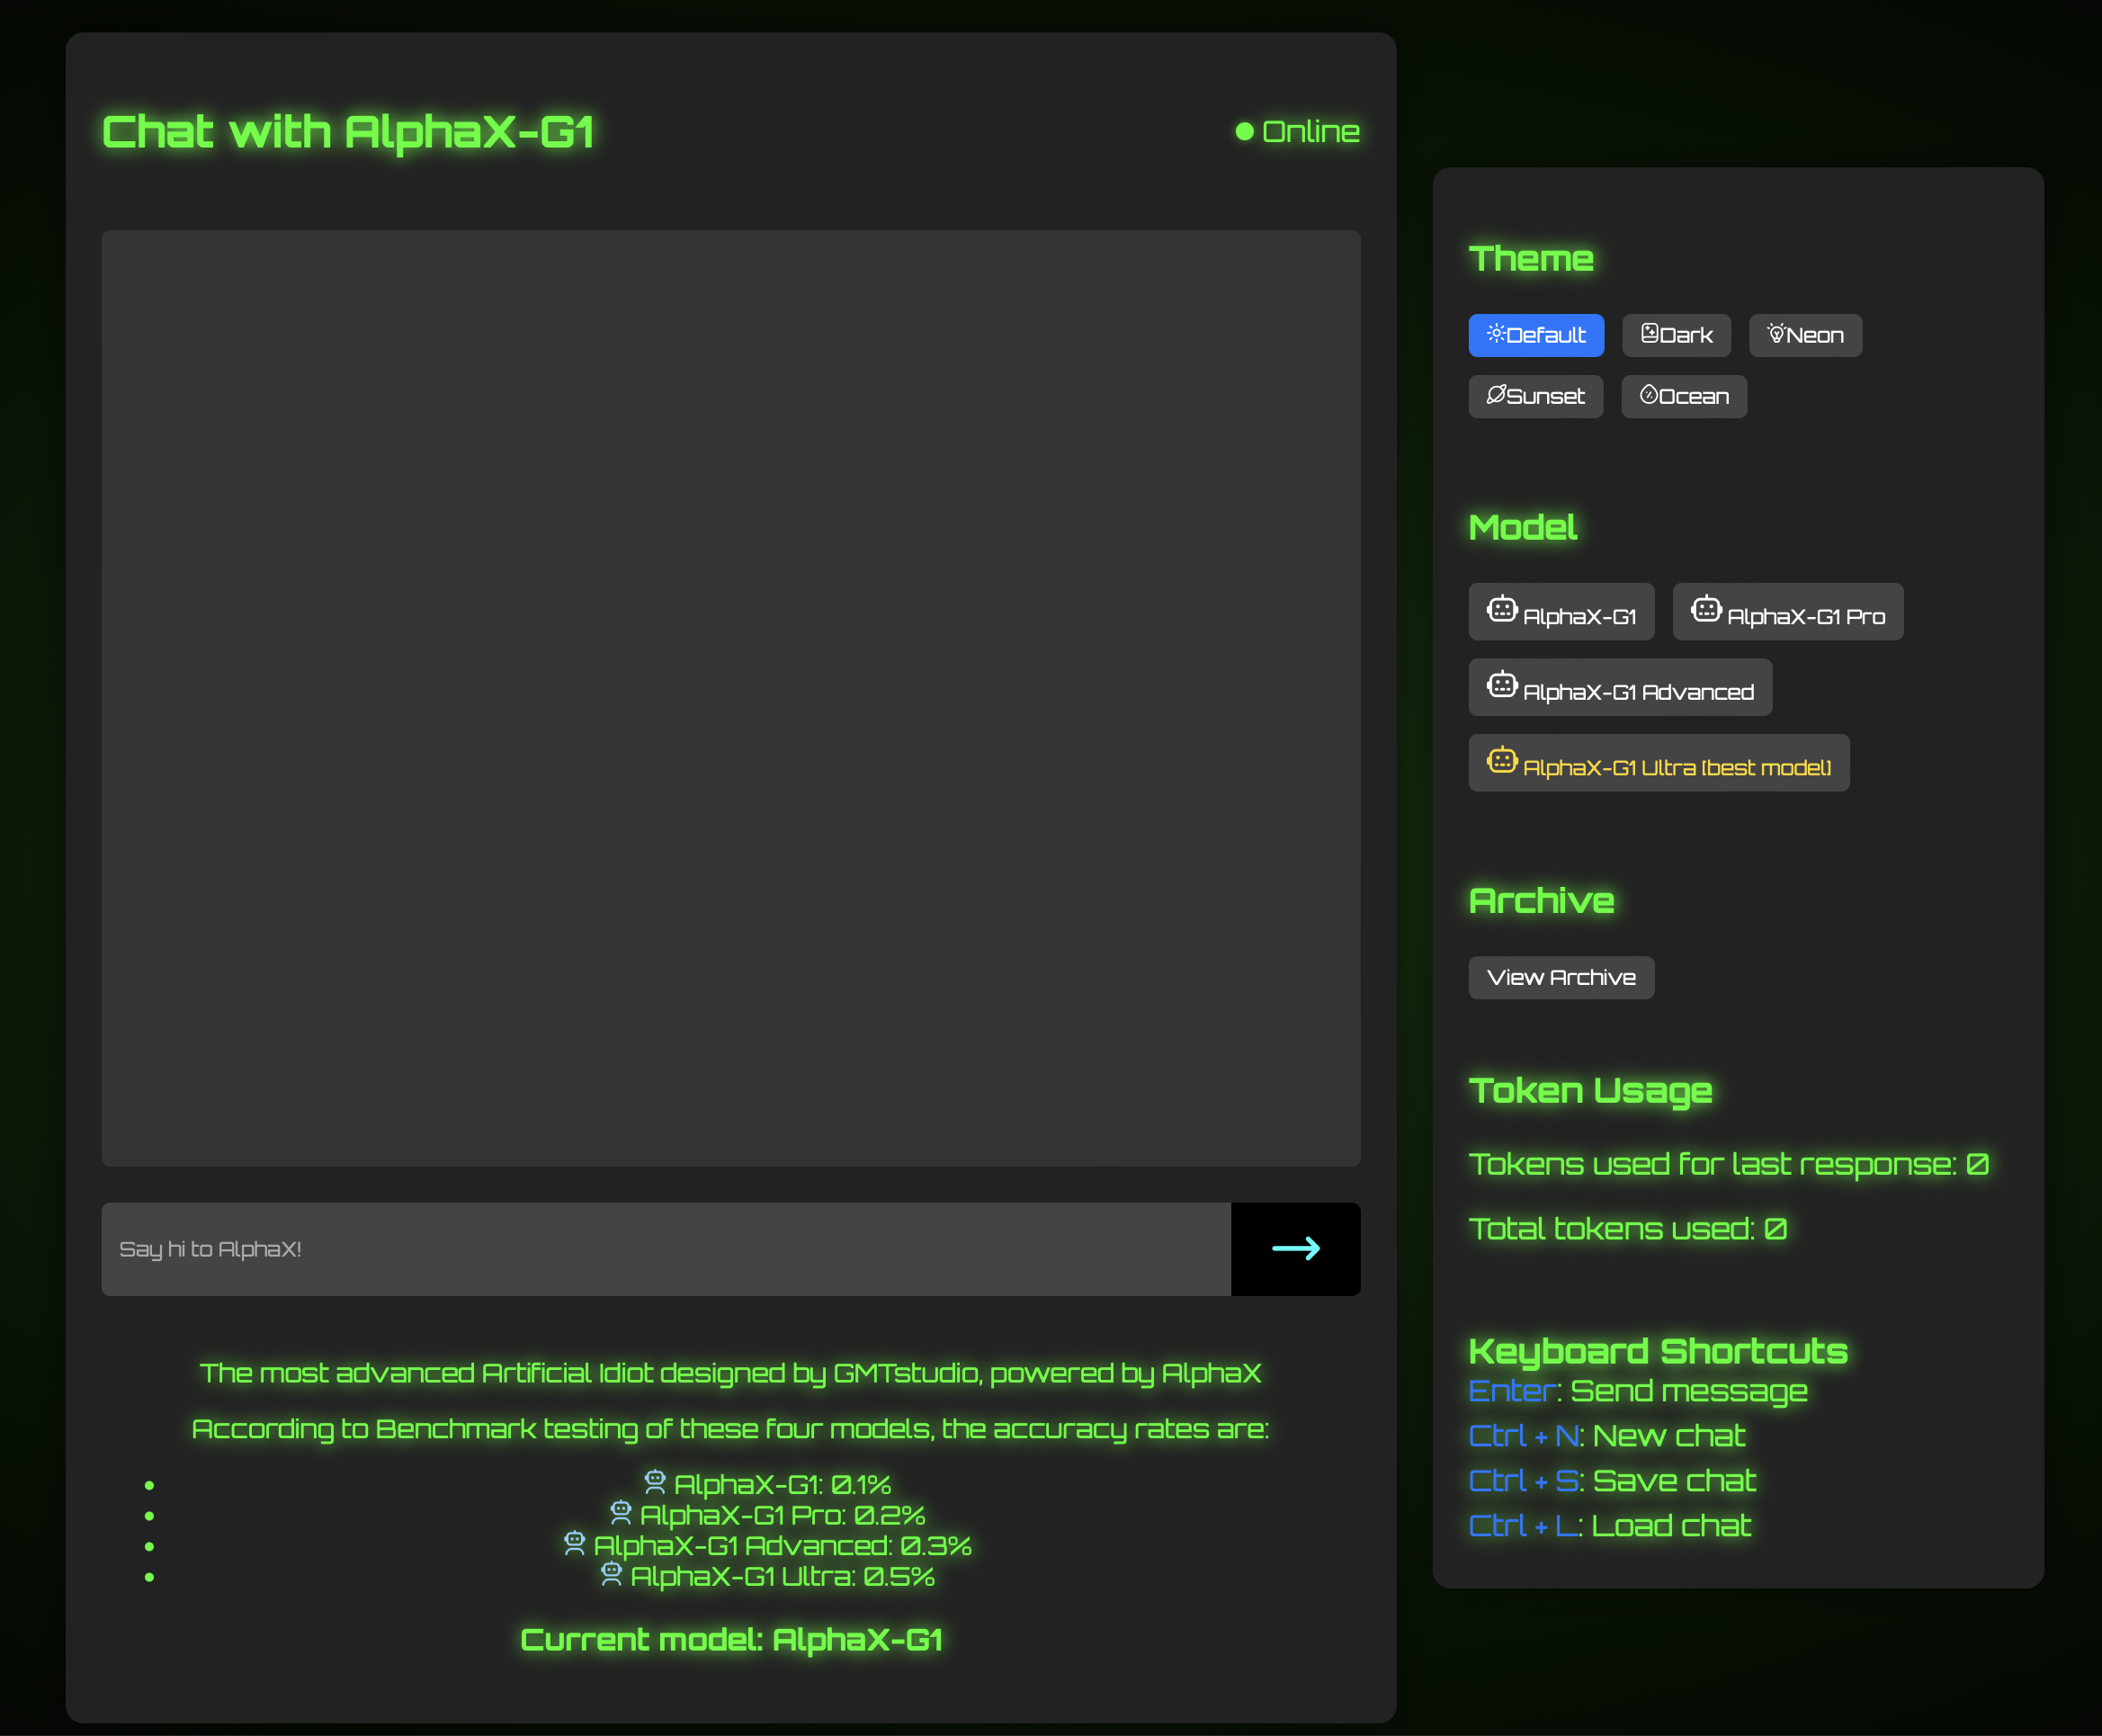 Chat with AlphaX-G1
Online
Say hi to AlphaX!
The most advanced Artificial Idiot designed by GMTstudio, powered by AlphaX
According to Benchmark testing of these four models, the accuracy rates are:
AlphaX-G1: 0.1%
AlphaX-G1 Pro: 0.2%
AlphaX-G1 Advanced: 0.3%
AlphaX-G1 Ultra: 0.5%
Current model: AlphaX-G1
Theme
Default Dark Neon
Sunset Ocean
Model
AlphaX-G1 AlphaX-G1 Pro
AlphaX-G1 Advanced
AlphaX-G1 Ultra [best model]
Archive
View Archive
Token Usage
Tokens used for last response: 0
Total tokens used: 0
Keyboard Shortcuts
Enter: Send message
Ctrl + N: New chat
Ctrl + S: Save chat
Ctrl + L: Load chat